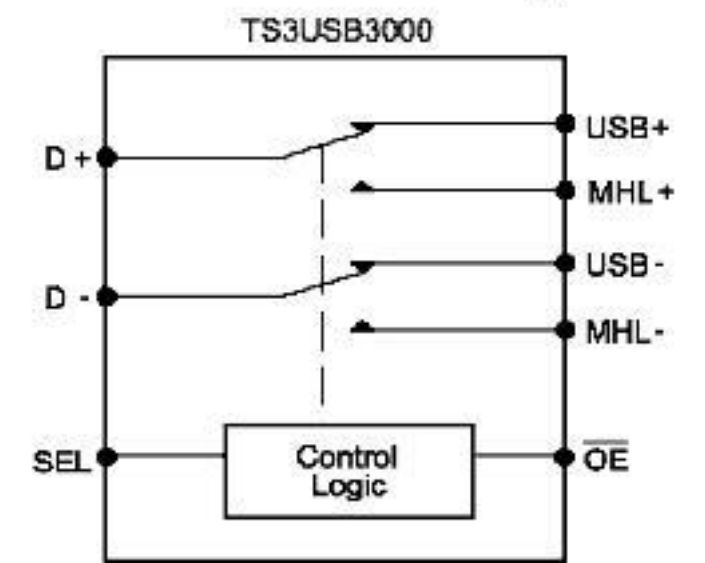 TS3USB3000
D +
USB+
MHL+
D -
USB-
MHL-
SEL
Control
Logic
OE